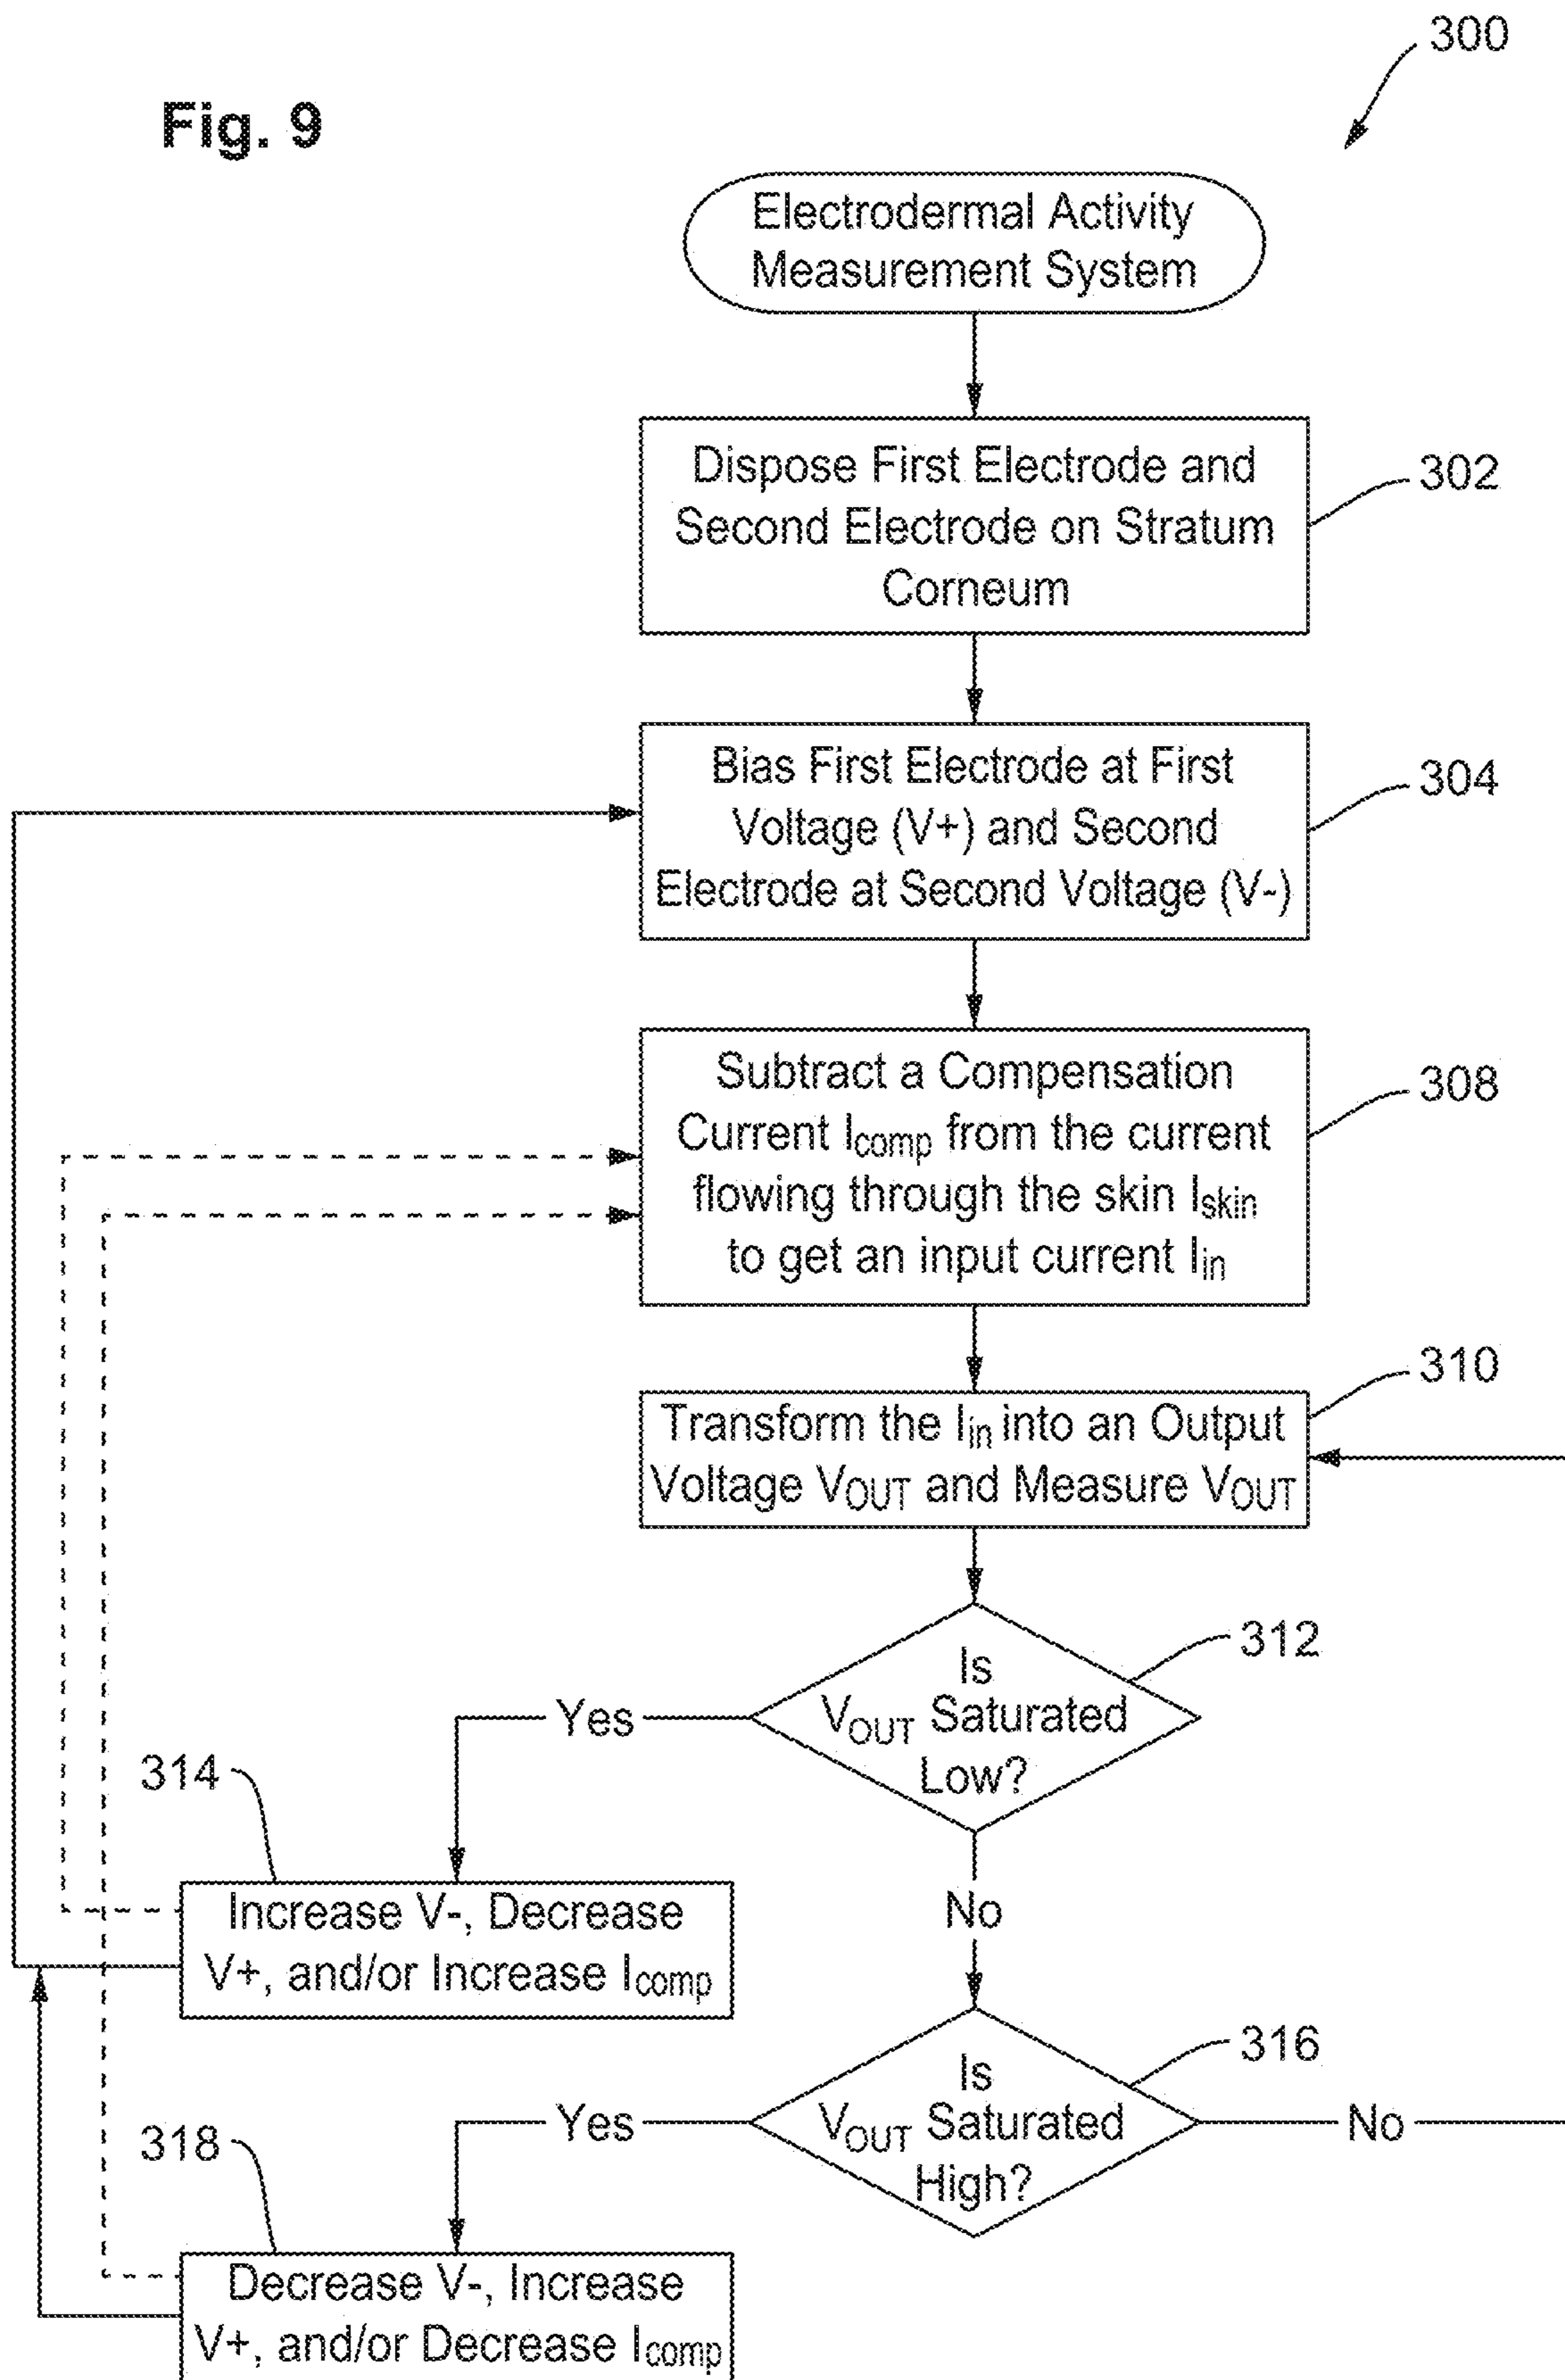 300
Fig. 9
Electrodermal Activity
Measurement System
Dispose First Electrode and
Second Electrode on Stratum
Corneum
302
Bias First Electrode at First
Voltage (V+) and Second
Electrode at Second Voltage (V-)
304
Subtract a Compensation
Current Icomp from the current
flowing through the skin Iskin
to get an input current Iin
308
Transform the Iin into an Output
Voltage VOUT and Measure VOUT
310
Is
VOUT Saturated
Low?
312
Yes
314
Increase V-, Decrease
V+, and/or Increase Icomp
No
Is
VOUT Saturated
High?
316
Yes
No
318
Decrease V-, Increase
V+, and/or Decrease Icomp